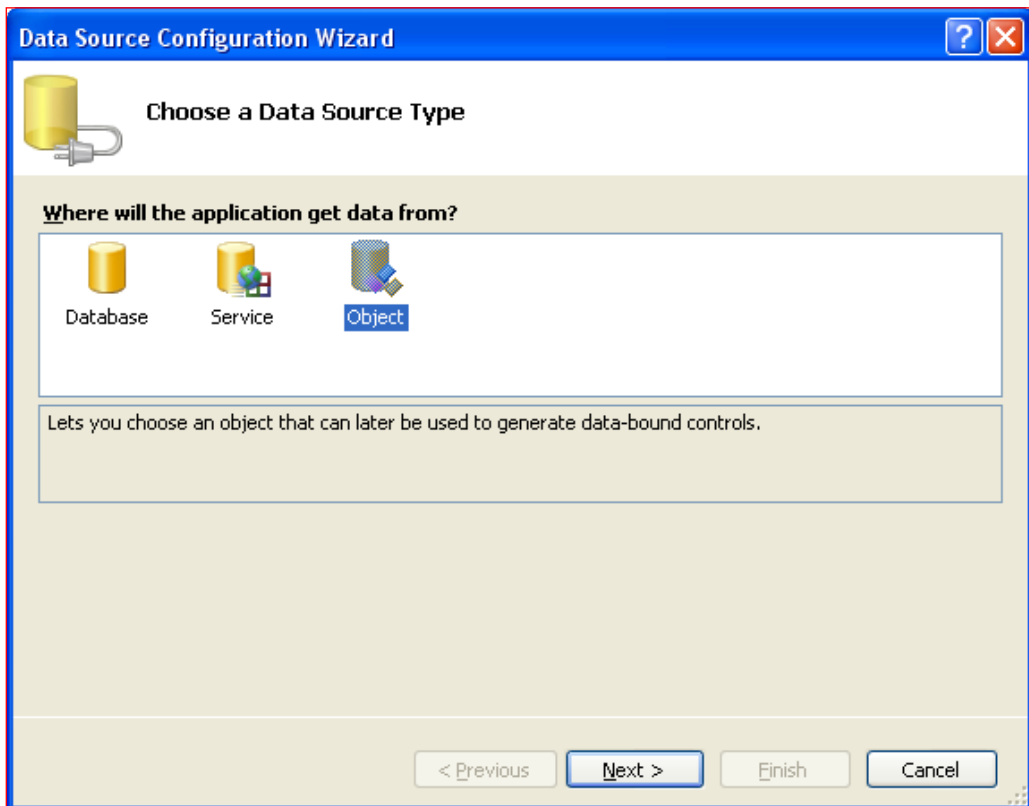 Data Source Configuration Wizard
?
Choose a Data Source Type
Where will the application get data from?
Database Service Object
Lets you choose an object that can later be used to generate data-bound controls.
< Previous Next > Finish Cancel